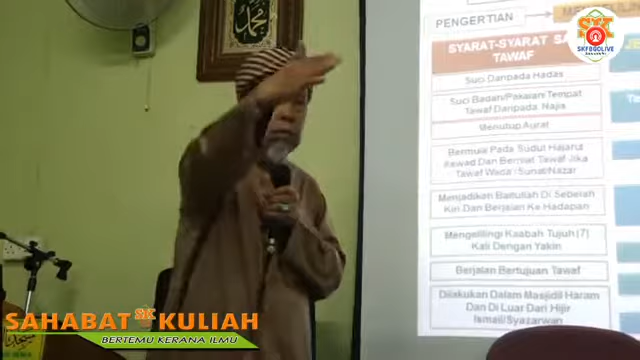 PENGERTIAN
SK
SKFBGOLIVE
SYARAT-SYARAT SA
TAWAF
Suci Daripada Hadas
Suci Badan/Pakaian/Tempat
Tawaf Daripada Najis
Menutup Aurat
Bermula Pada Sudut Hajarul
Aswad Dan Berniat Tawaf Jika
Tawaf Wada'/Sunat/Nazar
Menjadikan Baitullah Di Sebelah
Kiri Dan Berjalan Ke Hadapan
Mengelilingi Kaabah Tujuh (7)
Kali Dengan Yakin
Berjalan Bertujuan Tawaf
Dilakukan Dalam Masjidil Haram
Dan Di Luar Dari Hijir
Ismail/Syazarwan
SAHABAT SK KULIAH
BERTEMU KERANA ILMU
محمد